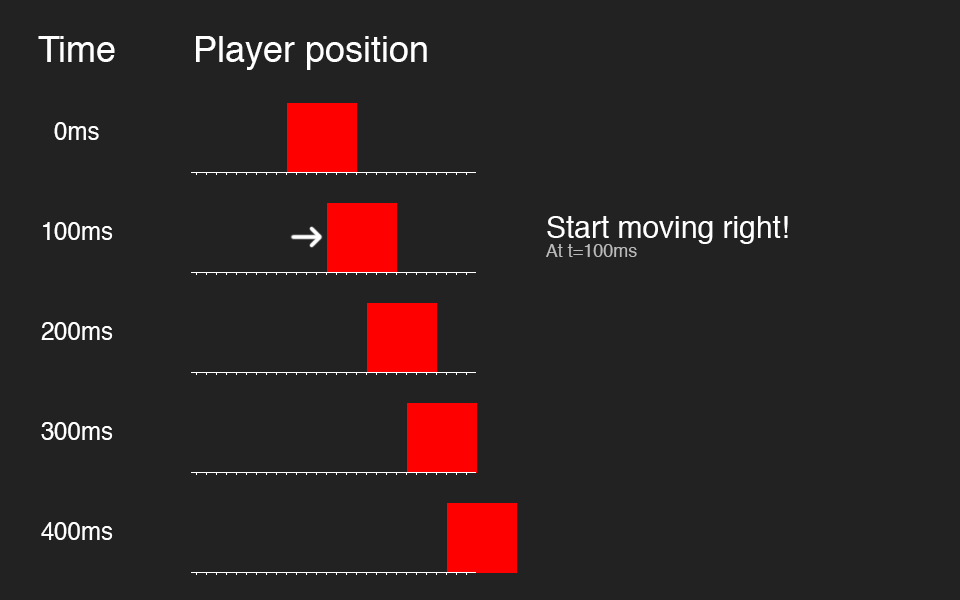 Time Player position
0ms
100ms
Start moving right!
At t=100ms
200ms
300ms
400ms